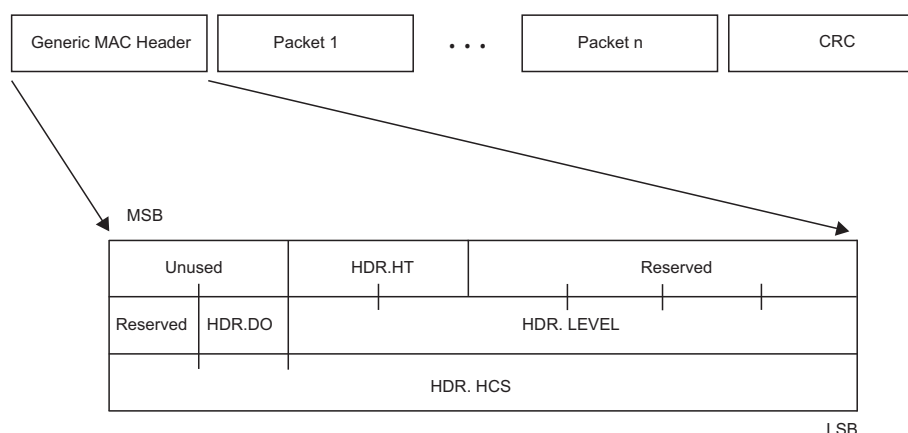 Generic MAC Header Packet 1 • • • Packet n CRC
MSB
Unused HDR.HT Reserved
Reserved HDR.DO HDR. LEVEL
HDR. HCS
LSB